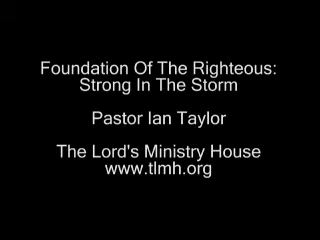 Foundation Of The Righteous:
Strong In The Storm
Pastor Ian Taylor
The Lord's Ministry House
www.tlmh.org